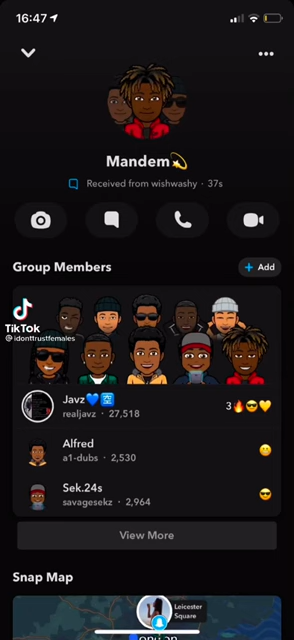 16:47
Mandem💫
Received from wishwashy · 37s
Group Members
+ Add
TikTok
@idonttrustfemales
Javz💙🈳
realjavz · 27,518
3🔥😎💛
Alfred
a1-dubs · 2,530
Sek.24s
savagesekz · 2,964
View More
Snap Map
Leicester
Square